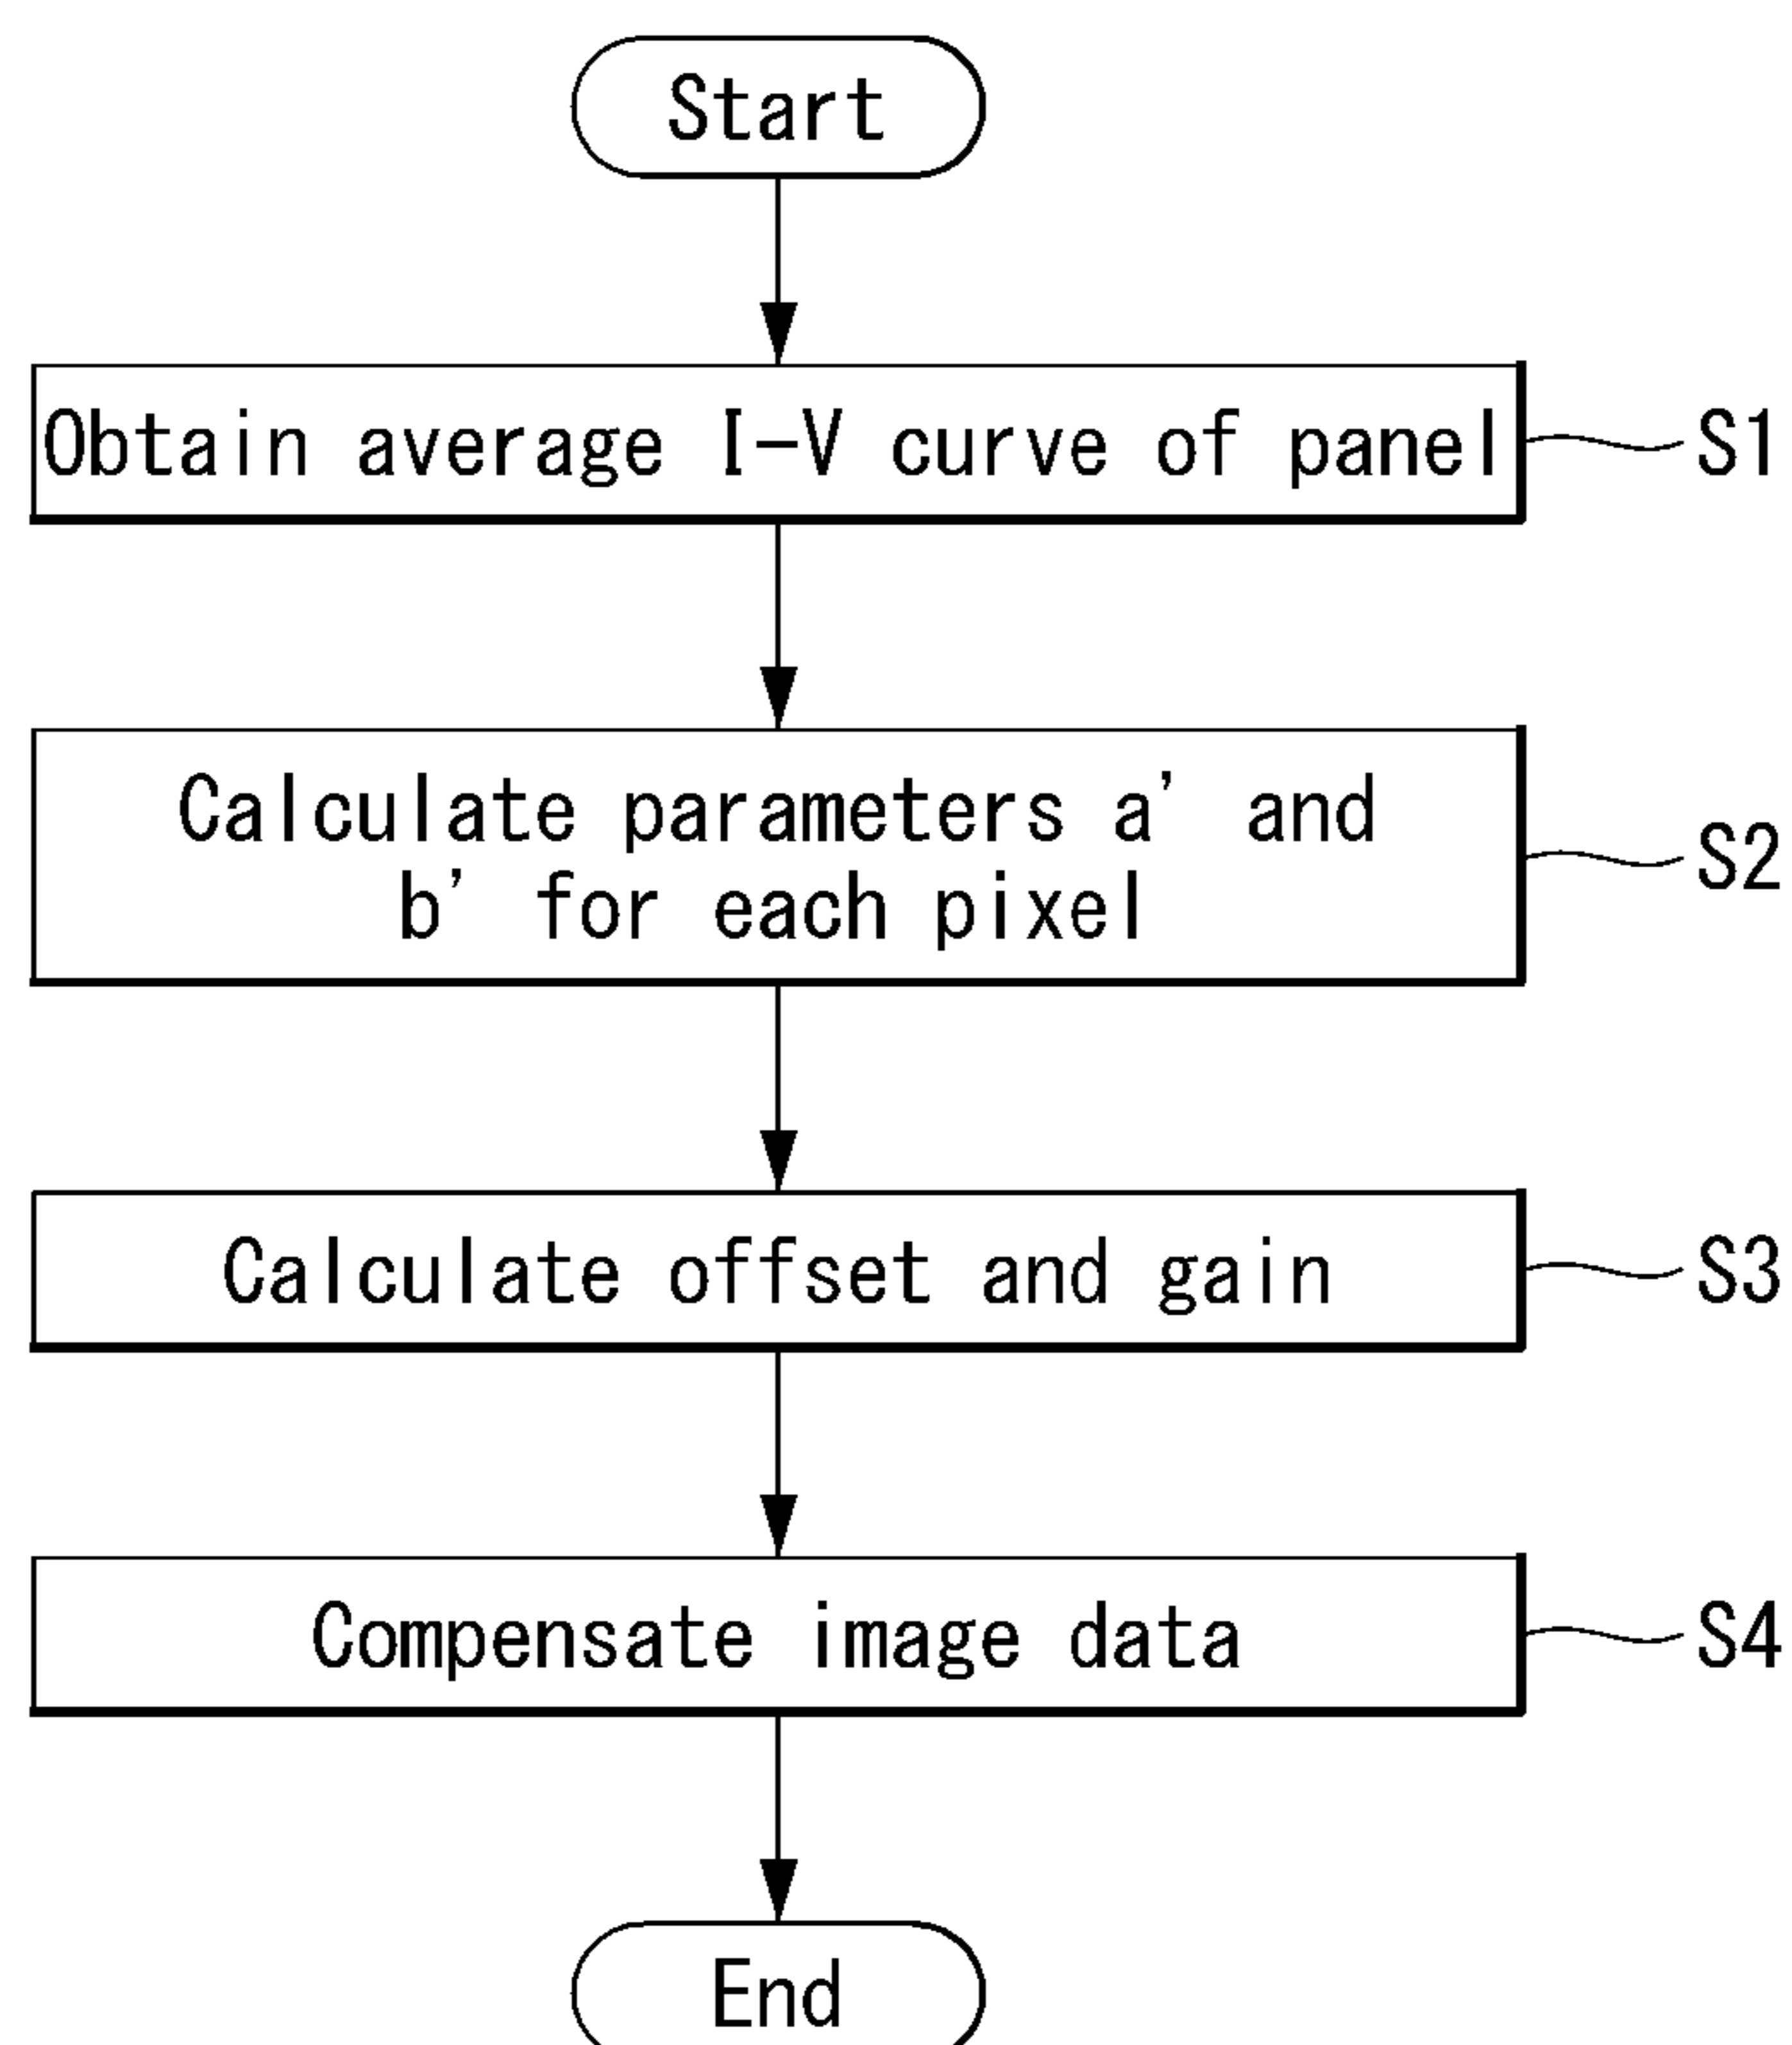 Start
Obtain average I-V curve of panel
S1
Calculate parameters a' and
b' for each pixel
S2
Calculate offset and gain
S3
Compensate image data
S4
End